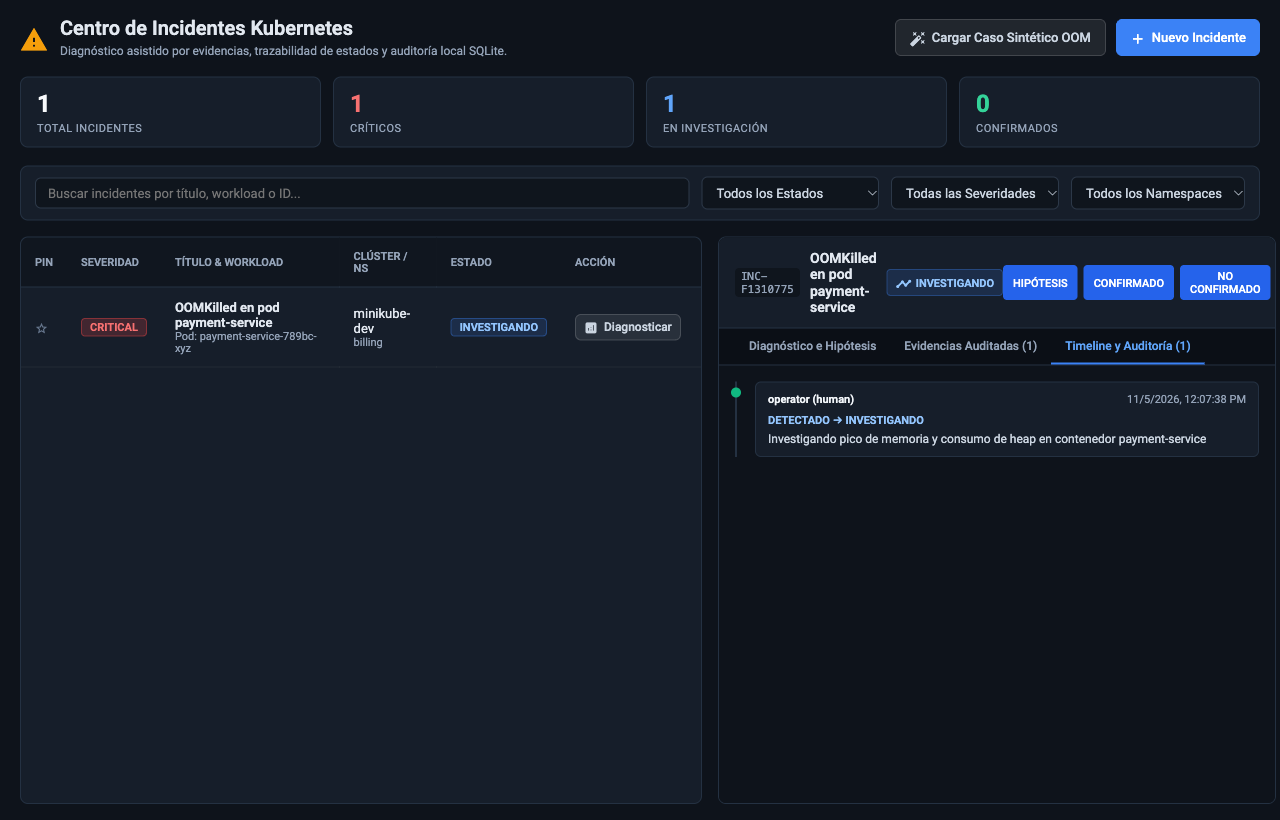 Centro de Incidentes Kubernetes
Diagnóstico asistido por evidencias, trazabilidad de estados y auditoría local SQLite.
Cargar Caso Sintético OOM
+ Nuevo Incidente
1
TOTAL INCIDENTES
1
CRÍTICOS
1
EN INVESTIGACIÓN
0
CONFIRMADOS
Buscar incidentes por título, workload o ID...
Todos los Estados
Todas las Severidades
Todos los Namespaces
PIN
SEVERIDAD
TÍTULO & WORKLOAD
CLÚSTER /
NS
ESTADO
ACCIÓN
☆
CRITICAL
OOMKilled en pod
payment-service
Pod: payment-service-789bc-
xyz
minikube-
dev
billing
INVESTIGANDO
Diagnosticar
INC-
F1310775
OOMKilled
en pod
payment-
service
INVESTIGANDO
HIPÓTESIS
CONFIRMADO
NO
CONFIRMADO
Diagnóstico e Hipótesis
Evidencias Auditadas (1)
Timeline y Auditoría (1)
operator (human)
11/5/2026, 12:07:38 PM
DETECTADO → INVESTIGANDO
Investigando pico de memoria y consumo de heap en contenedor payment-service